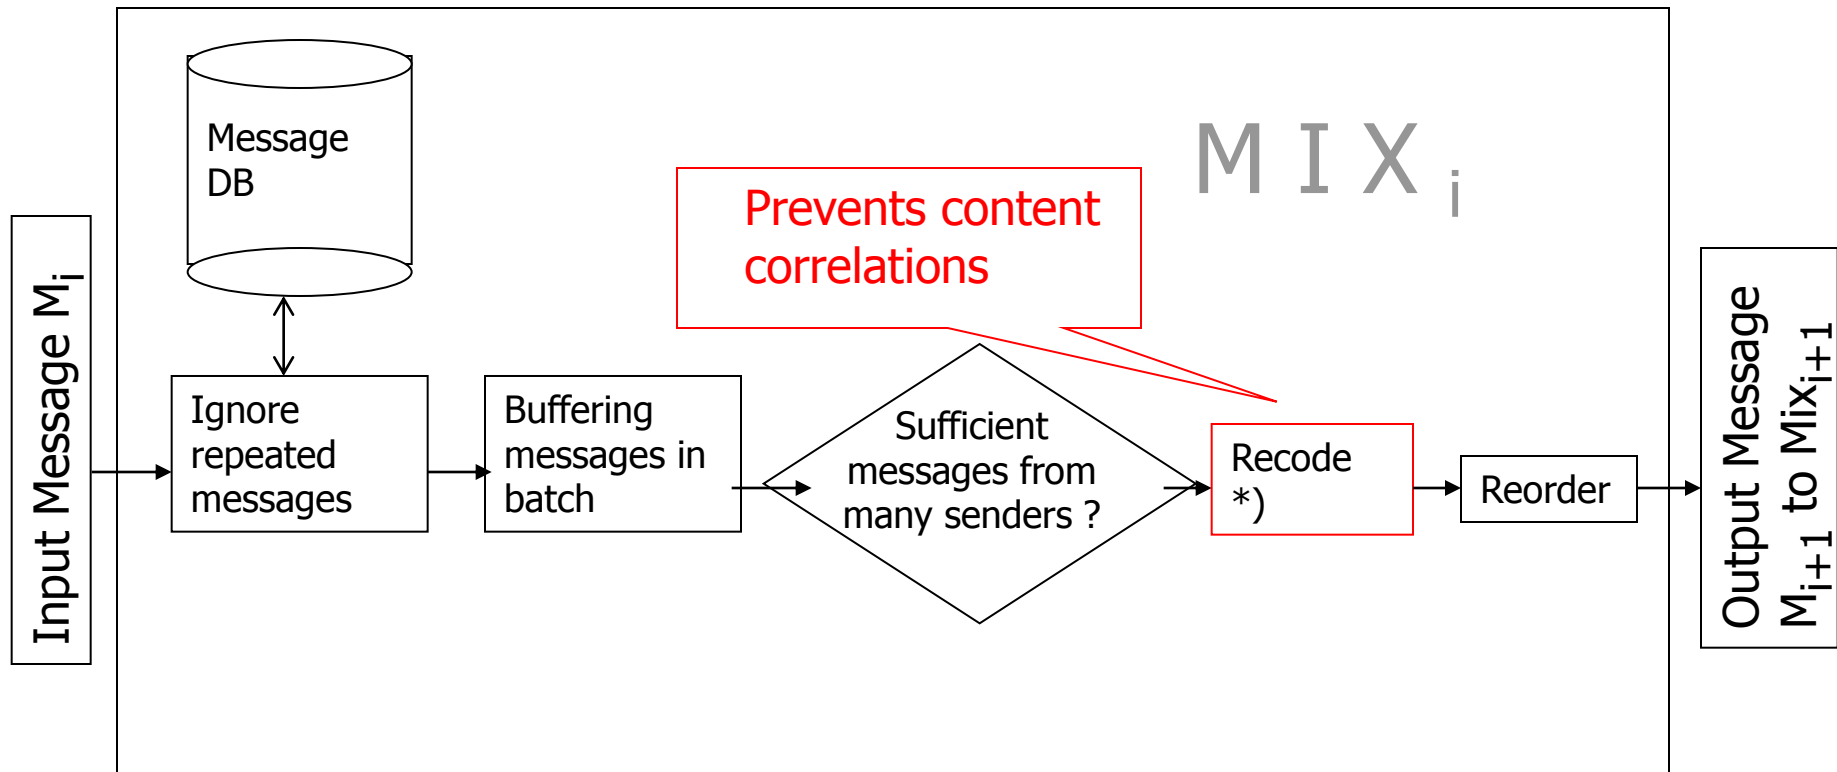 Input Message Mi
Message
DB
MIXi
Prevents content
correlations
Ignore
repeated
messages
Buffering
messages in
batch
Sufficient
messages from
many senders ?
Recode
*)
Reorder
Output Message
Mi+1 to Mixi+1